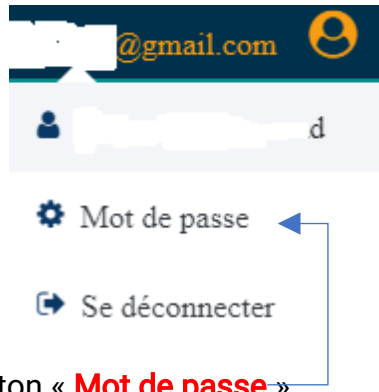 @gmail.com
d
Mot de passe
Se déconnecter
ton « Mot de passe »